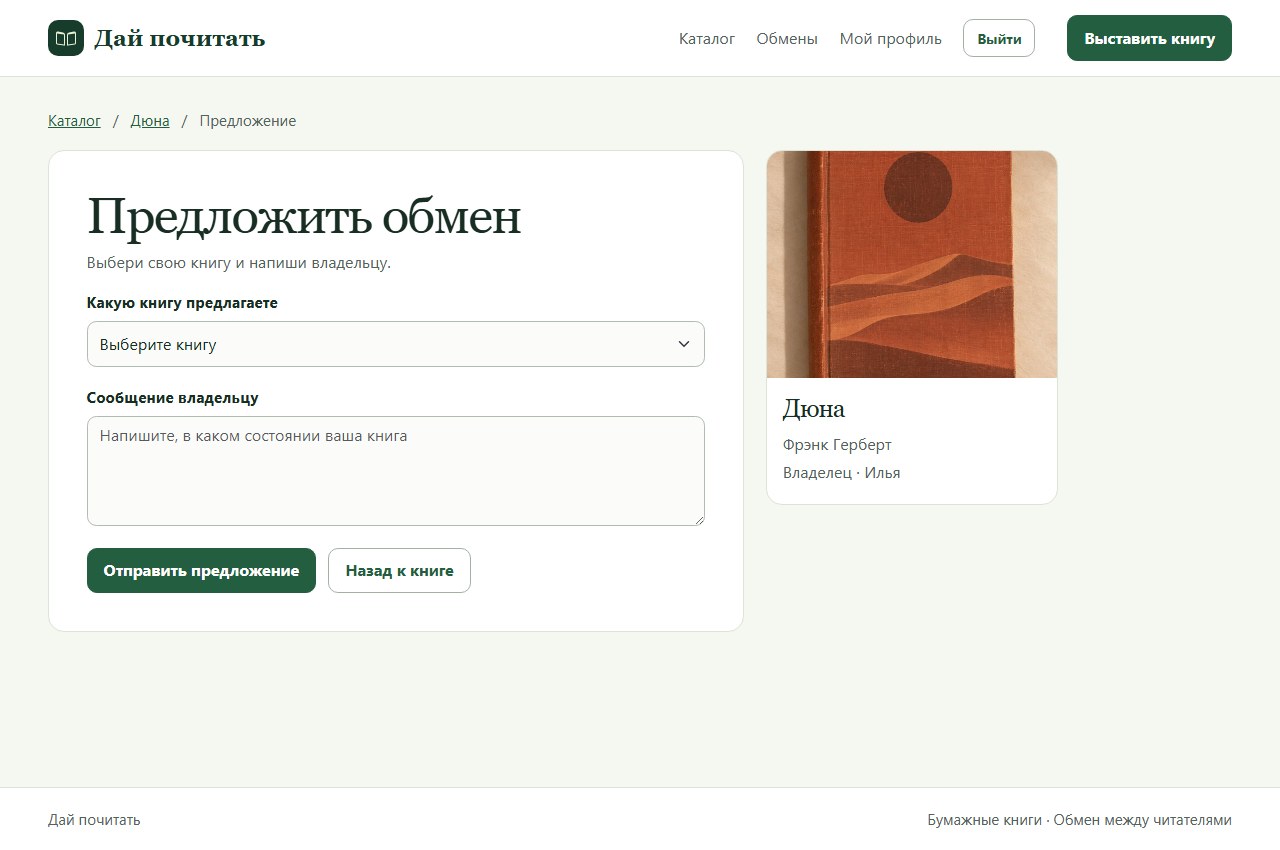 Дай почитать
Каталог
Обмены
Мой профиль
Выйти
Выставить книгу
Каталог / Дюна / Предложение
Предложить обмен
Выбери свою книгу и напиши владельцу.
Какую книгу предлагаете
Выберите книгу
Сообщение владельцу
Напишите, в каком состоянии ваша книга
Отправить предложение
Назад к книге
Дюна
Фрэнк Герберт
Владелец · Илья
Дай почитать
Бумажные книги · Обмен между читателями